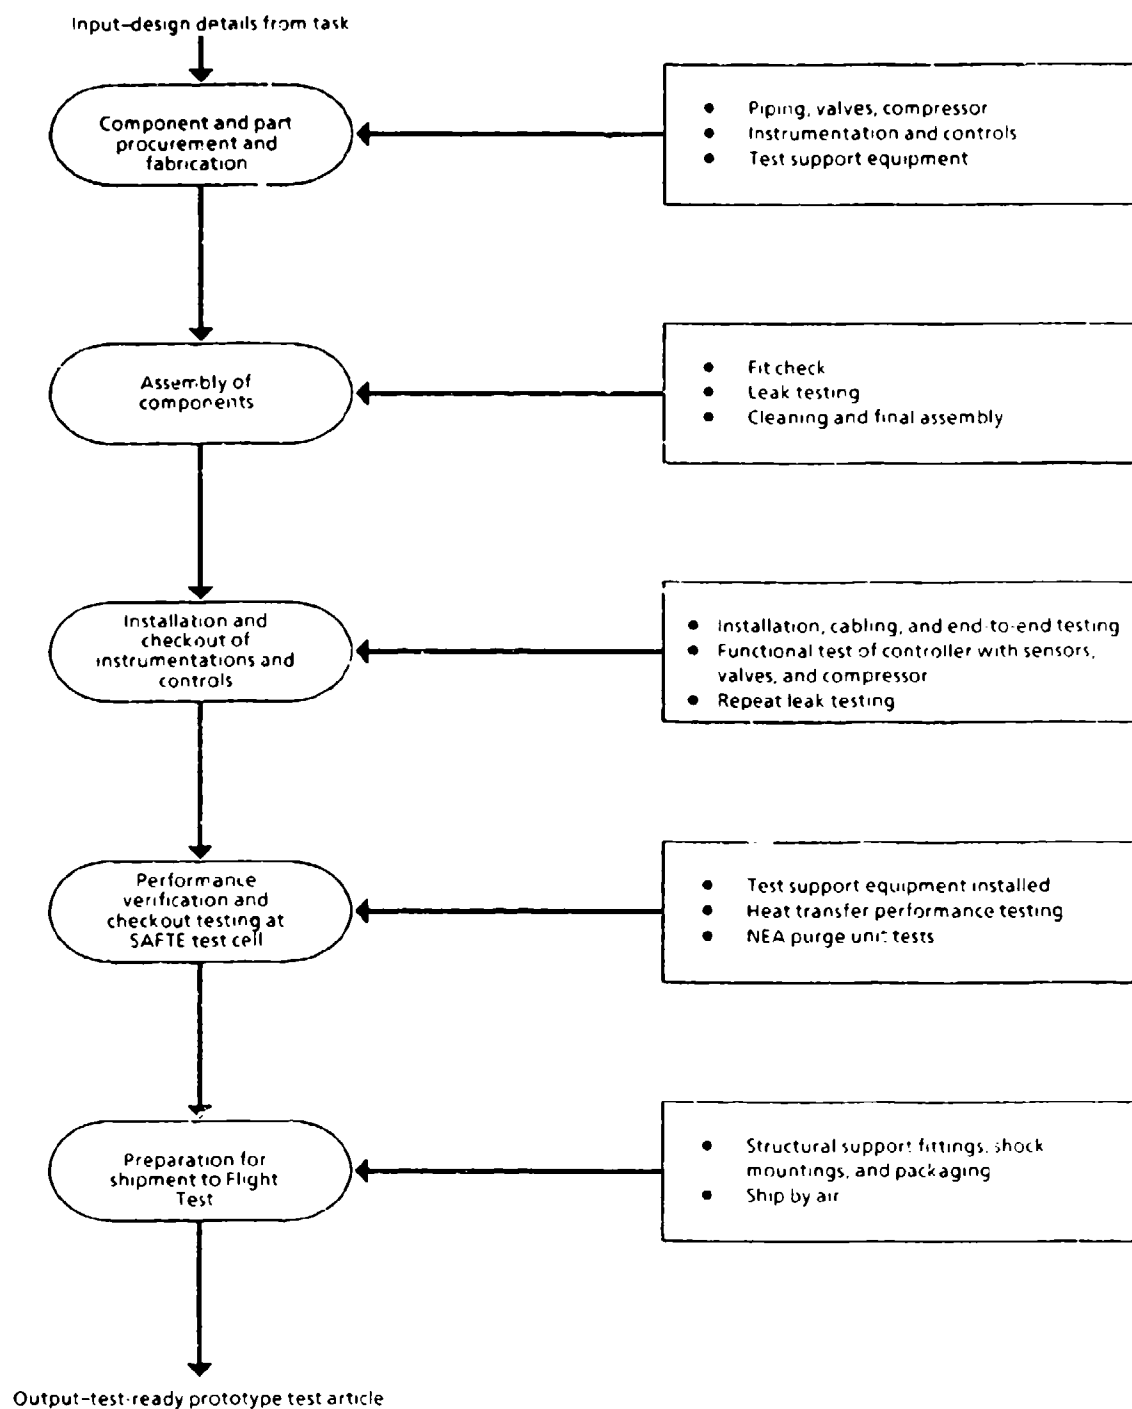 Input-design details from task
Component and part
procurement and
fabrication
● Piping, valves, compressor
● Instrumentation and controls
● Test support equipment
Assembly of
components
● Fit check
● Leak testing
● Cleaning and final assembly
Installation and
checkout of
instrumentations and
controls
● Installation, cabling, and end-to-end testing
● Functional test of controller with sensors,
valves, and compressor
● Repeat leak testing
Performance
verification and
checkout testing at
SAFTE test cell
● Test support equipment installed
● Heat transfer performance testing
● NEA purge unit tests
Preparation for
shipment to Flight
Test
● Structural support fittings, shock
mountings, and packaging
● Ship by air
Output-test-ready prototype test article